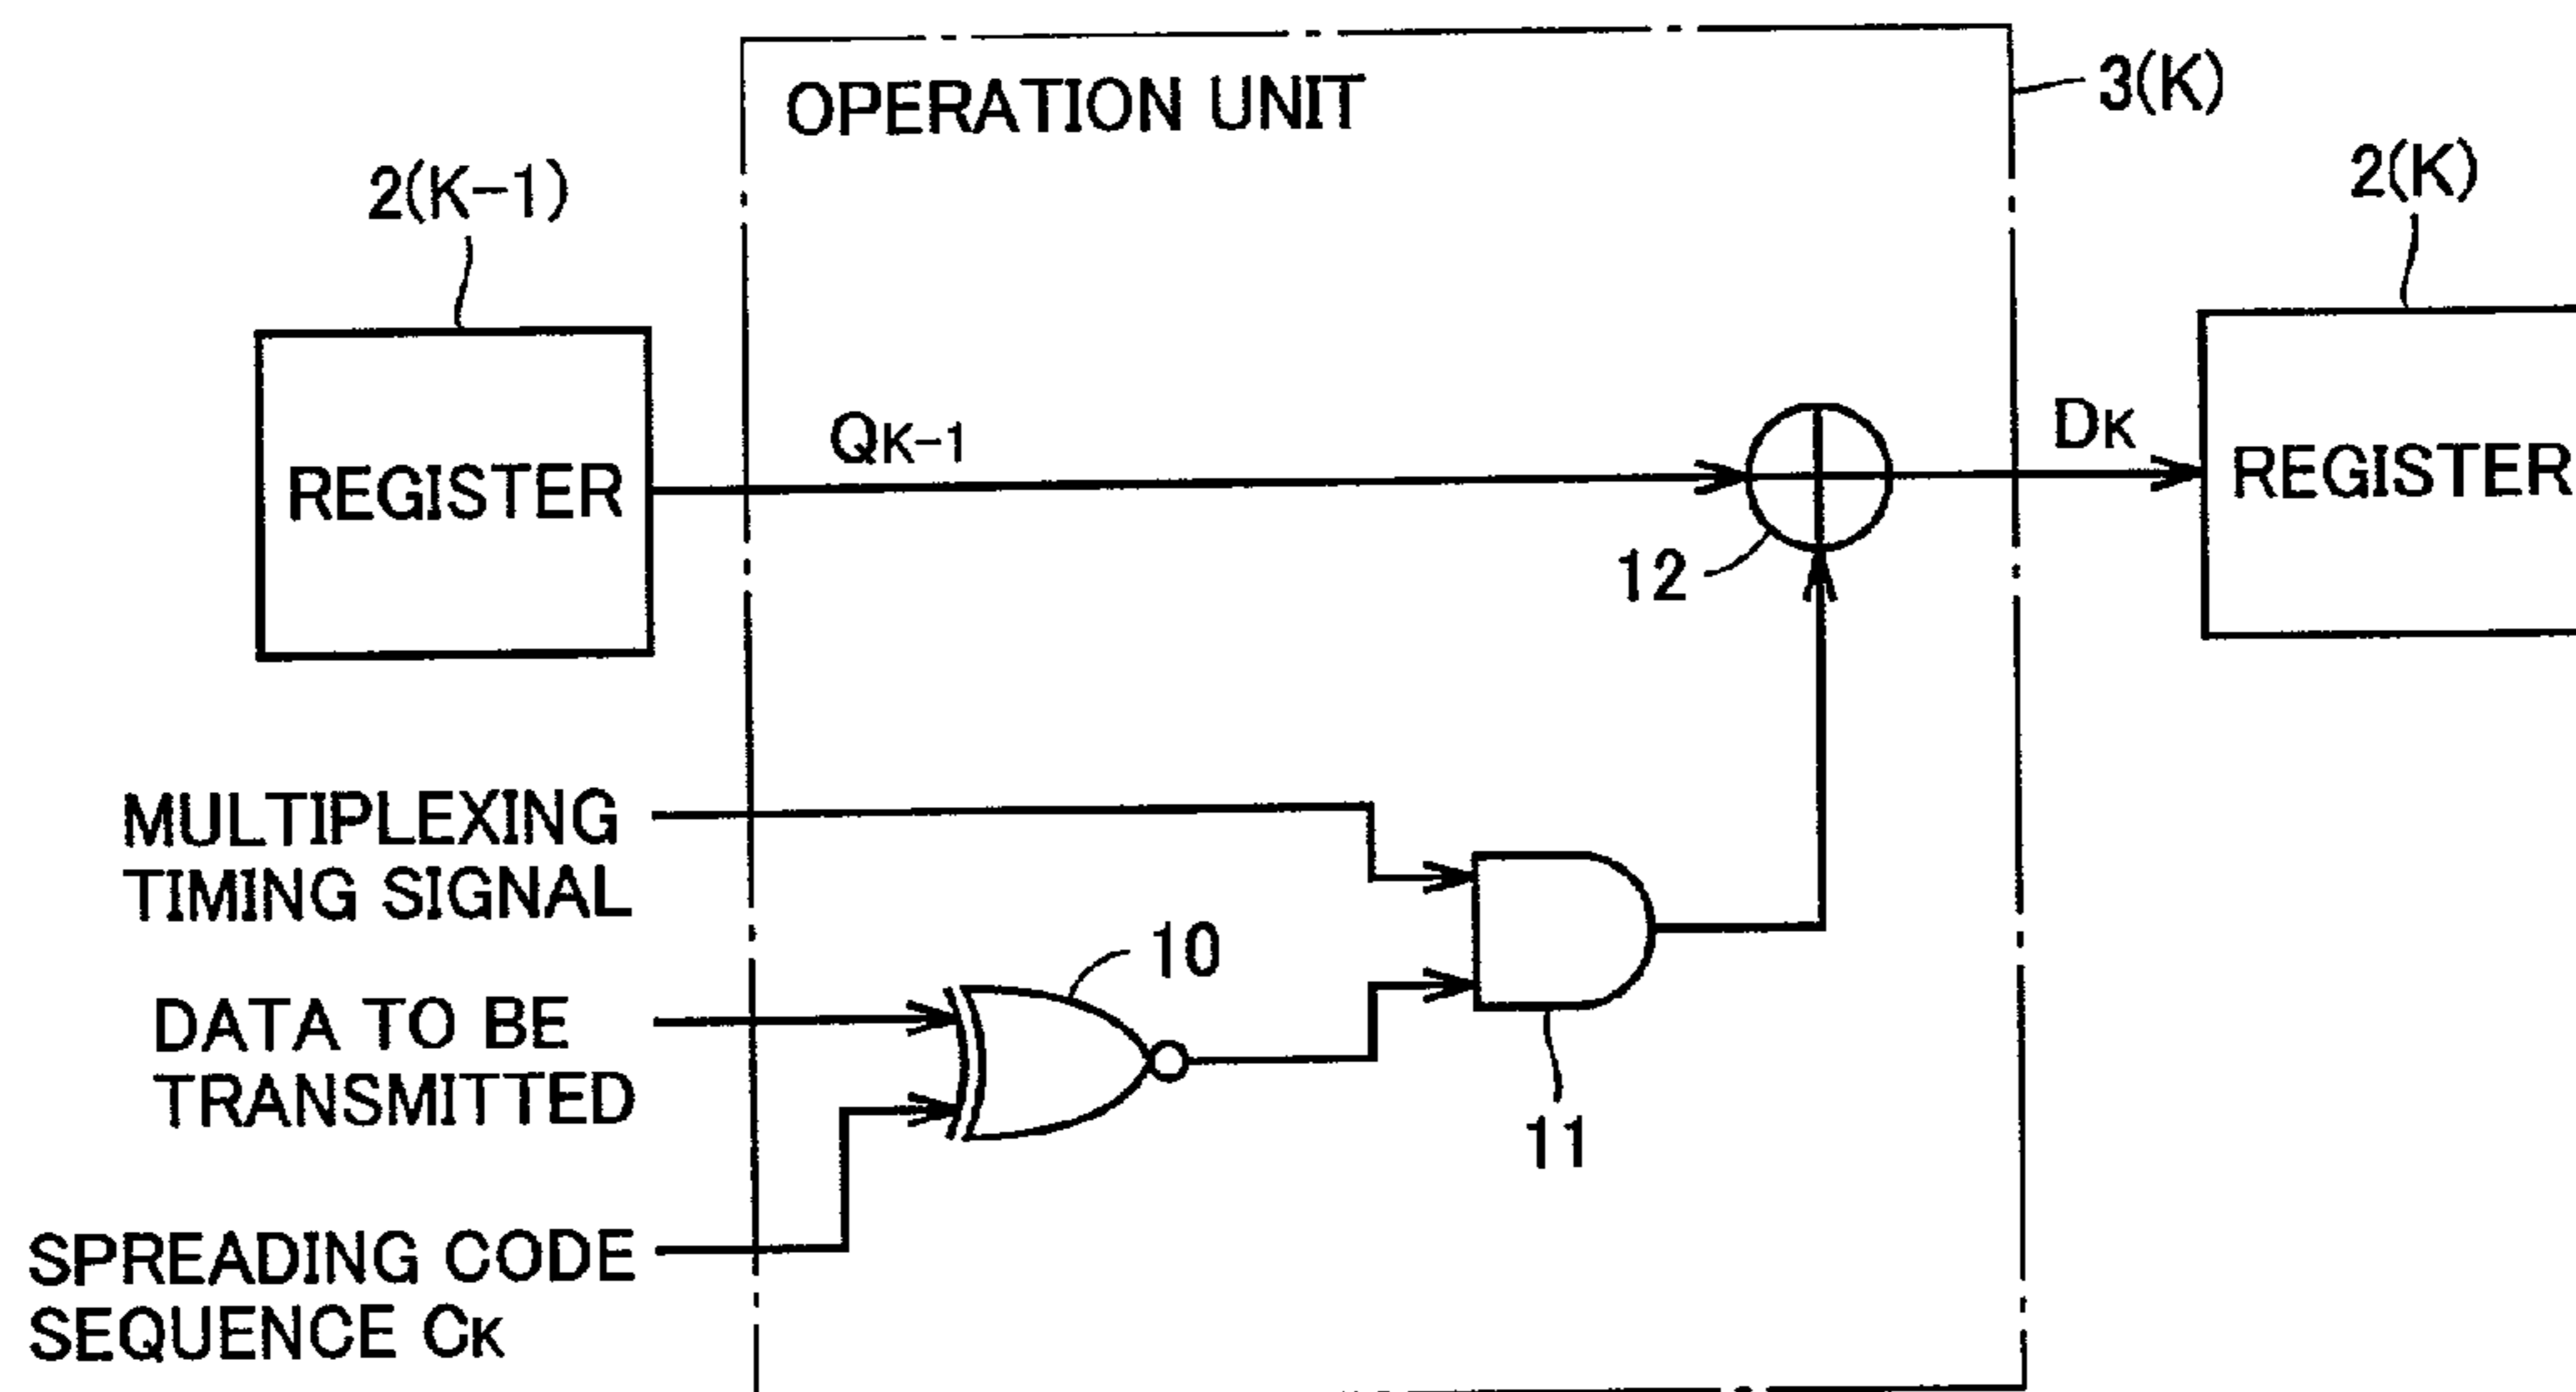 OPERATION UNIT
3(K)
2(K-1)
2(K)
REGISTER
QK-1
12
DK
REGISTER
MULTIPLEXING
TIMING SIGNAL
10
11
DATA TO BE
TRANSMITTED
SPREADING CODE
SEQUENCE CK